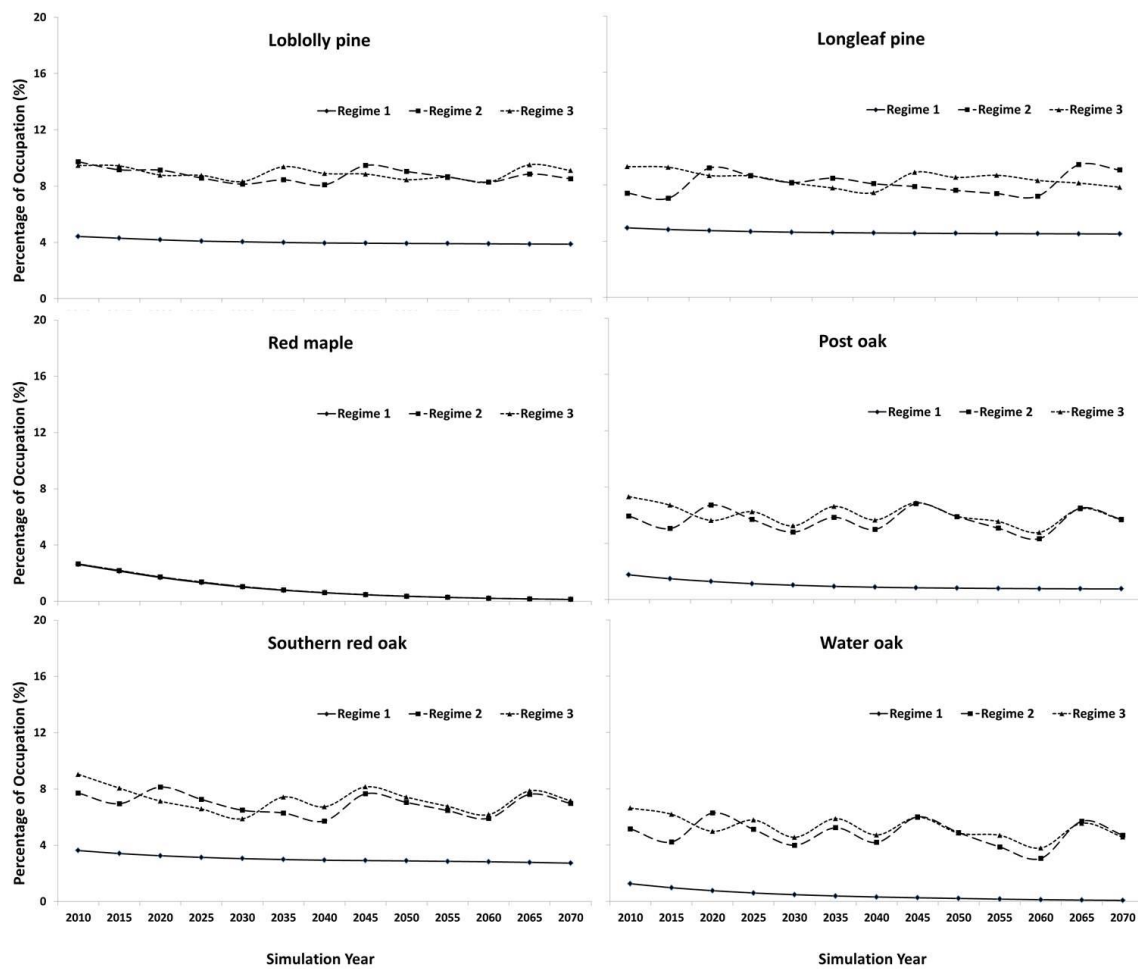 20
16
12
8
4
0
Percentage of Occupation (%)
Loblolly pine
Regime 1 Regime 2 Regime 3
Longleaf pine
Regime 1 Regime 2 Regime 3
20
16
12
8
4
0
Percentage of Occupation (%)
Red maple
Regime 1 Regime 2 Regime 3
Post oak
Regime 1 Regime 2 Regime 3
20
16
12
8
4
0
Percentage of Occupation (%)
Southern red oak
Regime 1 Regime 2 Regime 3
2010 2015 2020 2025 2030 2035 2040 2045 2050 2055 2060 2065 2070
Simulation Year
Water oak
Regime 1 Regime 2 Regime 3
2010 2015 2020 2025 2030 2035 2040 2045 2050 2055 2060 2065 2070
Simulation Year